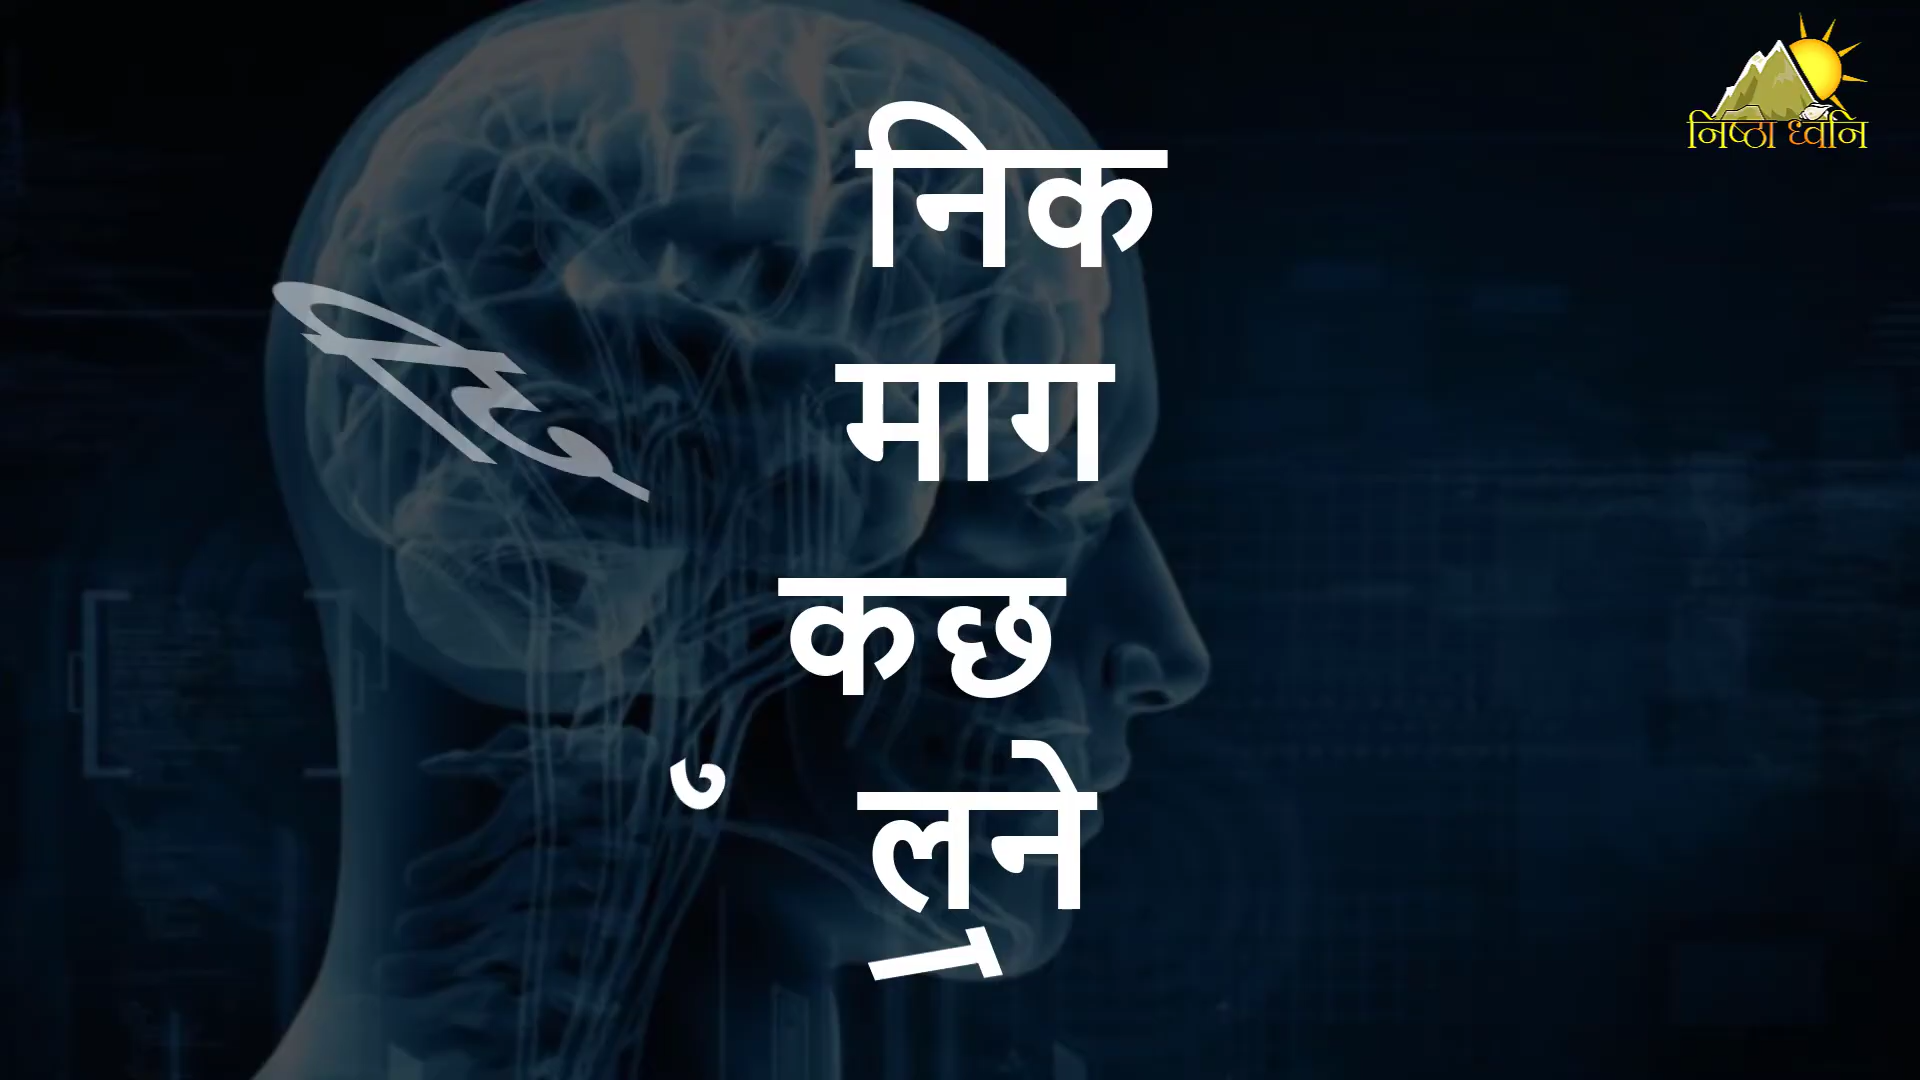 निष्ठा ध्वनि
निक
माग
कछ
लने